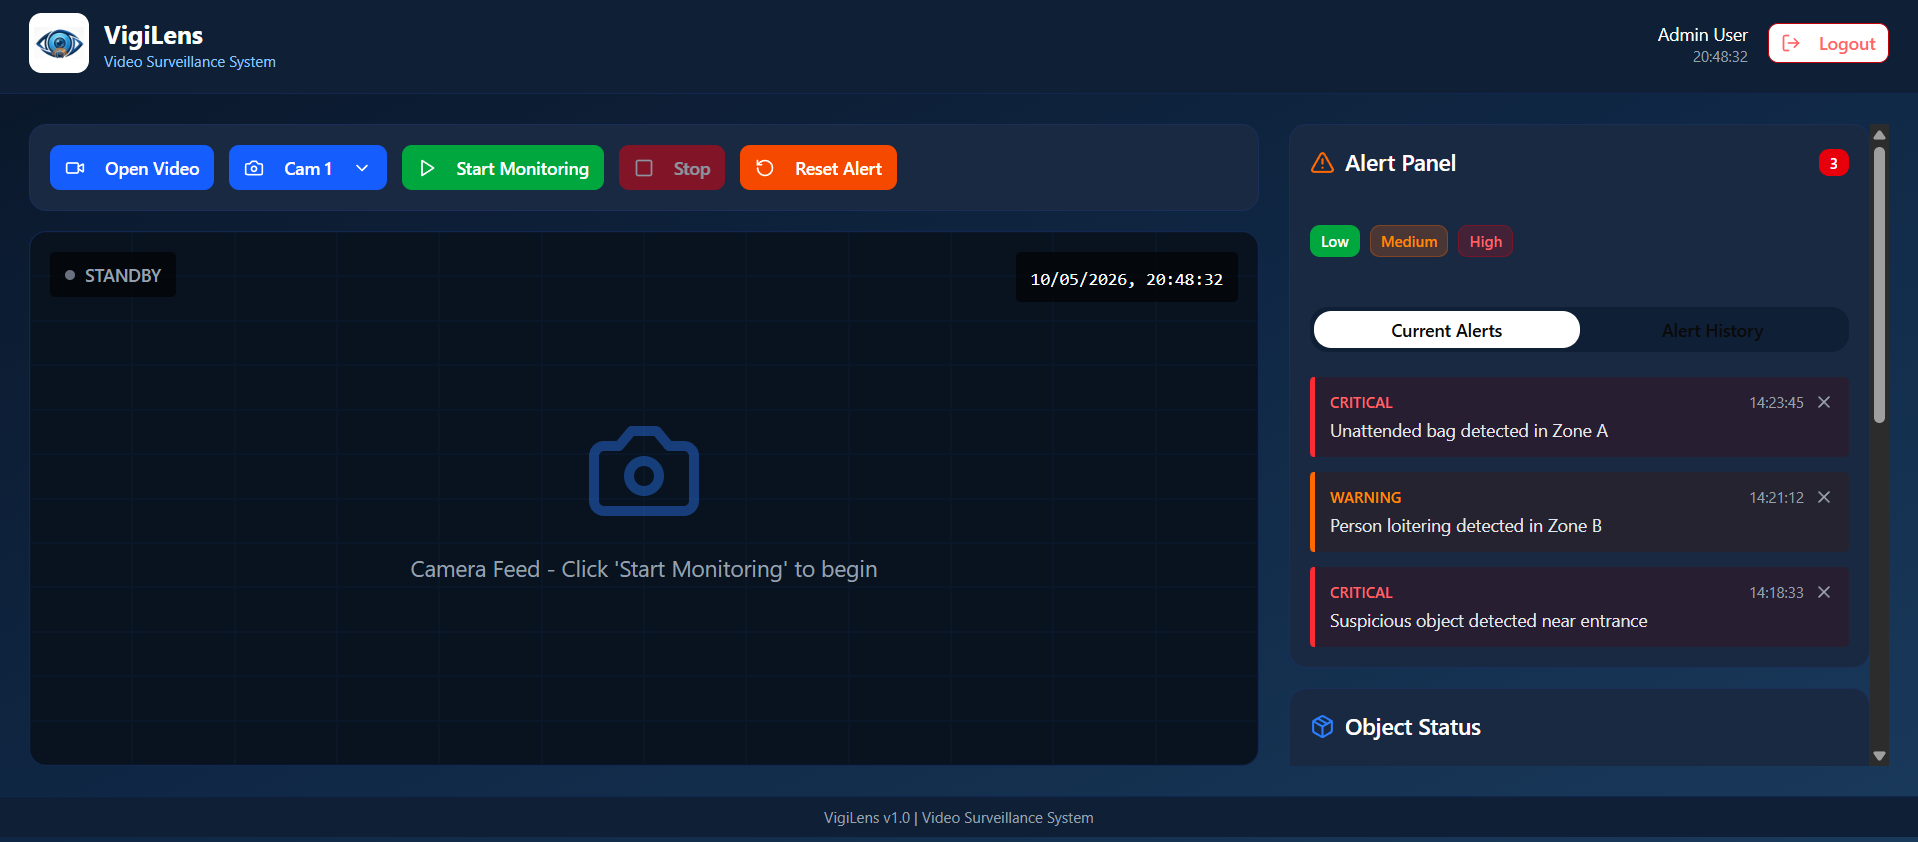 VigiLens
Video Surveillance System
Admin User
20:48:32
Logout
Open Video
Cam 1
Start Monitoring
Stop
Reset Alert
STANDBY
10/05/2026, 20:48:32
Camera Feed - Click 'Start Monitoring' to begin
Alert Panel
3
Low
Medium
High
Current Alerts
Alert History
CRITICAL
14:23:45
Unattended bag detected in Zone A
WARNING
14:21:12
Person loitering detected in Zone B
CRITICAL
14:18:33
Suspicious object detected near entrance
Object Status
VigiLens v1.0 | Video Surveillance System